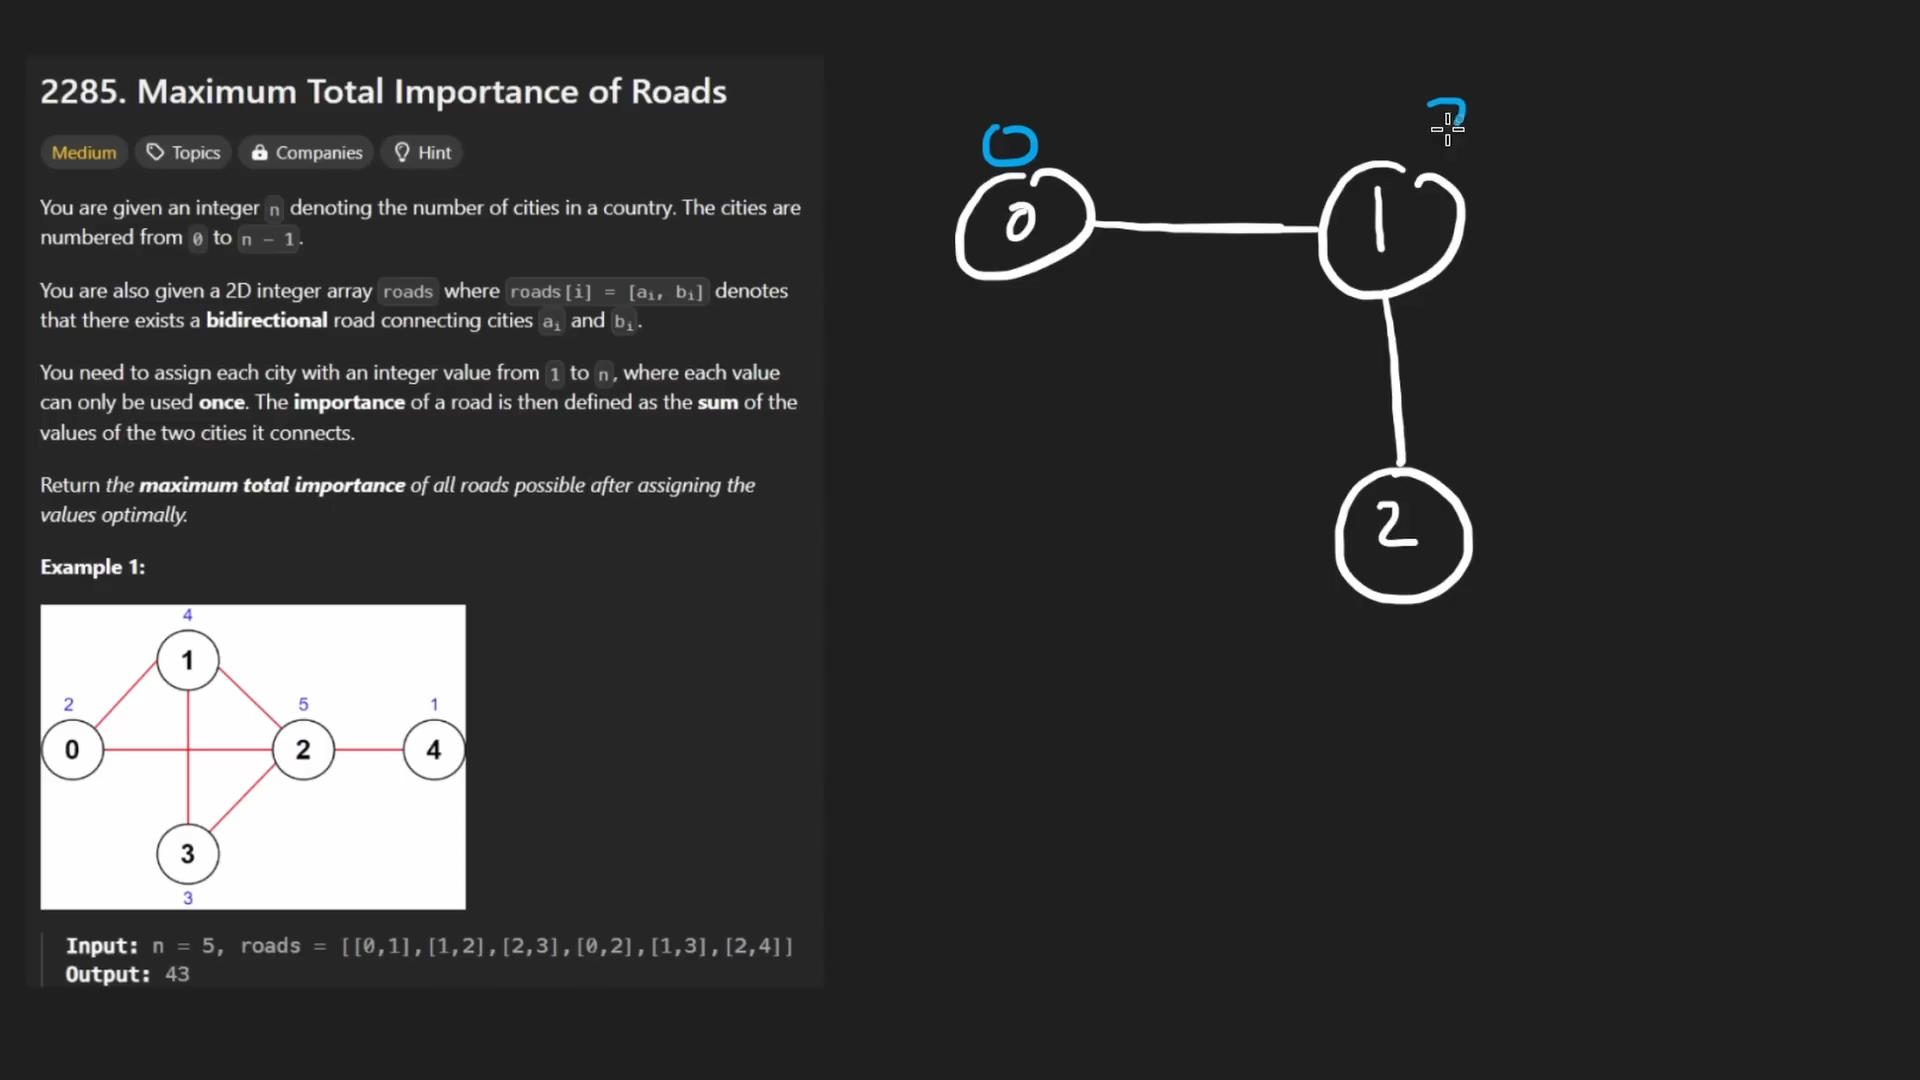 2285. Maximum Total Importance of Roads
Medium Topics Companies Hint
You are given an integer n denoting the number of cities in a country. The cities are
numbered from 0 to n - 1.
You are also given a 2D integer array roads where roads[i] = [aᵢ, bᵢ] denotes
that there exists a bidirectional road connecting cities aᵢ and bᵢ.
You need to assign each city with an integer value from 1 to n, where each value
can only be used once. The importance of a road is then defined as the sum of the
values of the two cities it connects.
Return the maximum total importance of all roads possible after assigning the
values optimally.
Example 1:
4
1
2
5
1
0
2
4
3
3
Input: n = 5, roads = [[0,1],[1,2],[2,3],[0,2],[1,3],[2,4]]
Output: 43
0
0
1
2